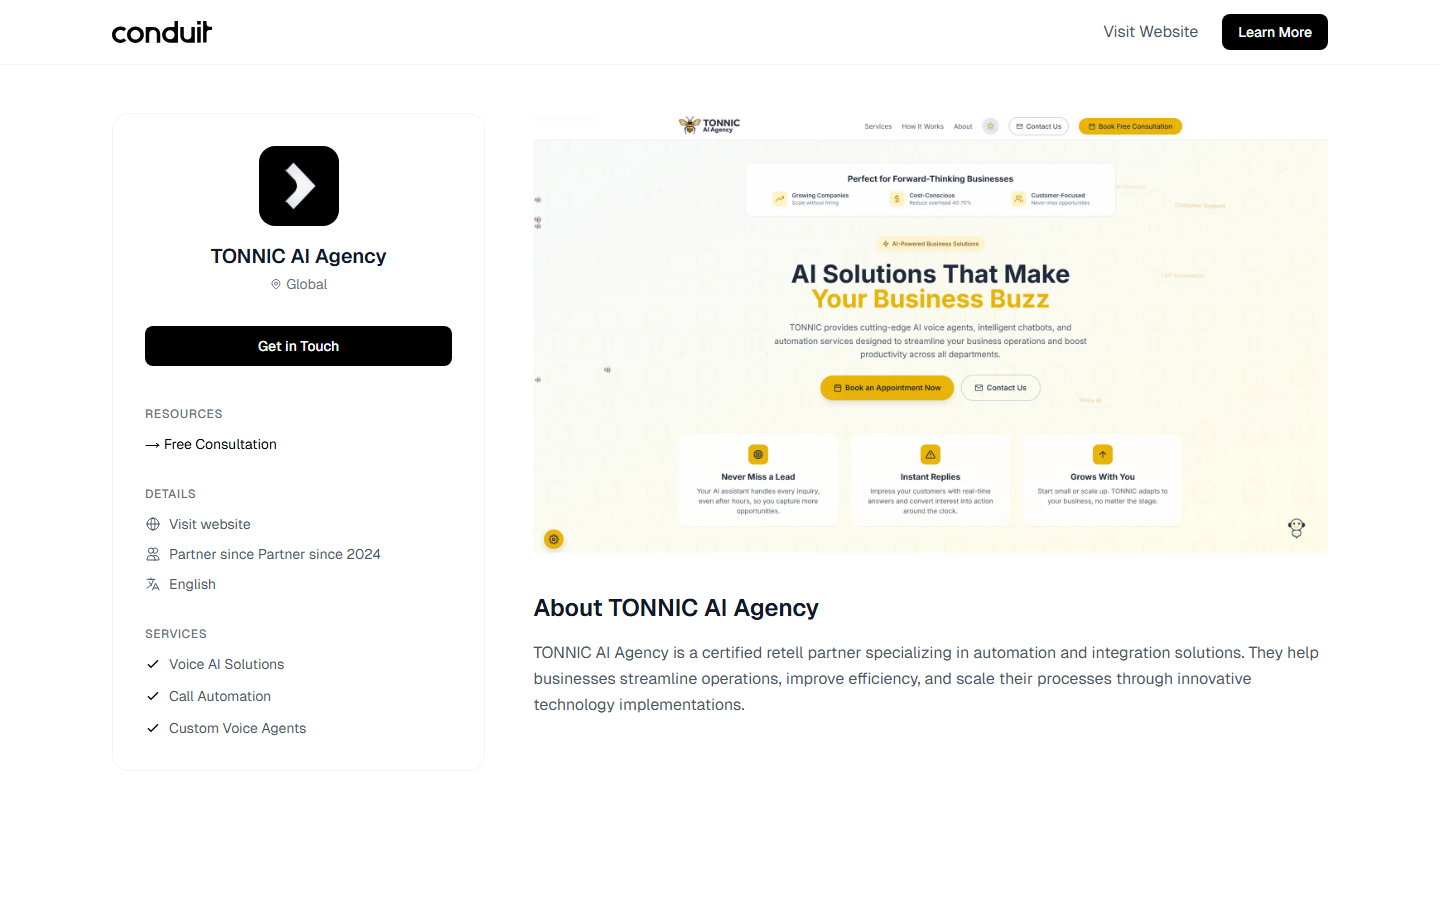 conduit
Visit Website
Learn More
TONNIC AI Agency
Global
Get in Touch
RESOURCES
→ Free Consultation
DETAILS
Visit website
Partner since Partner since 2024
English
SERVICES
Voice AI Solutions
Call Automation
Custom Voice Agents
TONNIC
AI Agency
Services
How It Works
About
Contact Us
Book Free Consultation
Perfect for Forward-Thinking Businesses
Growing Companies
Scale without hiring
Cost-Conscious
Reduce overhead 40-70%
Customer-Focused
Never miss opportunities
Customer Support
24/7 Automation
AI-Powered Business Solutions
AI Solutions That Make
Your Business Buzz
TONNIC provides cutting-edge AI voice agents, intelligent chatbots, and
automation services designed to streamline your business operations and boost
productivity across all departments.
Book an Appointment Now
Contact Us
Voice AI
Never Miss a Lead
Your AI assistant handles every inquiry,
even after hours, so you capture more
opportunities.
Instant Replies
Impress your customers with real-time
answers and convert interest into action
around the clock.
Grows With You
Start small or scale up. TONNIC adapts to
your business, no matter the stage.
About TONNIC AI Agency
TONNIC AI Agency is a certified retell partner specializing in automation and integration solutions. They help
businesses streamline operations, improve efficiency, and scale their processes through innovative
technology implementations.